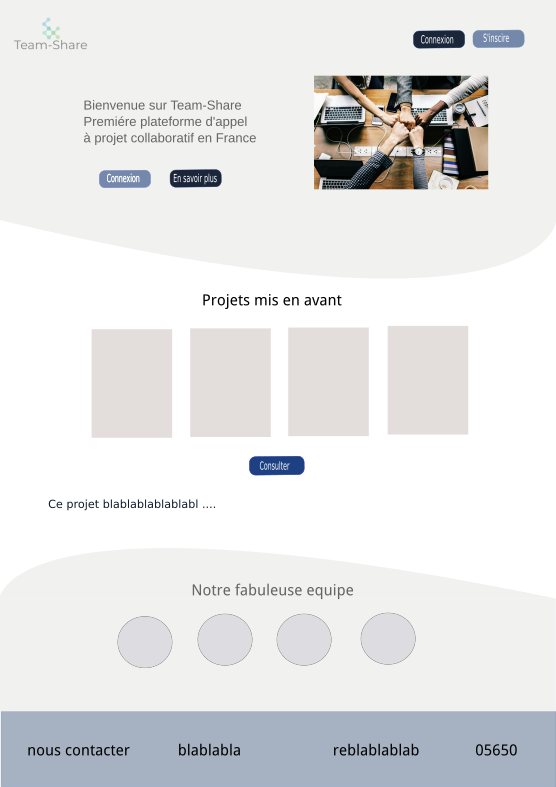 Team-Share
Connexion
S'inscire
Bienvenue sur Team-Share
Premiére plateforme d'appel
à projet collaboratif en France
Connexion
En savoir plus
Projets mis en avant
Consulter
Ce projet blablablablablabl ....
Notre fabuleuse equipe
nous contacter
blablabla
reblablablab
05650